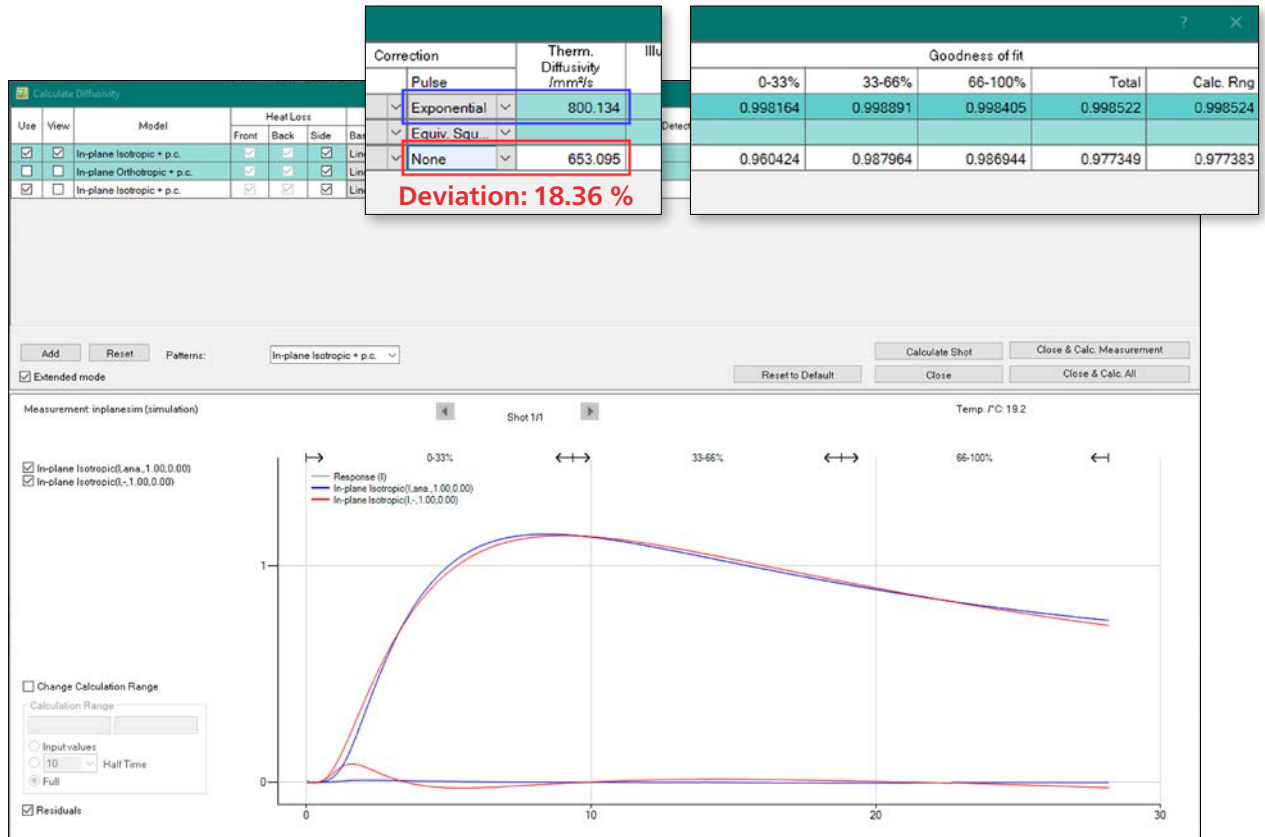 ? ×
Correction Therm. Diffusivity /mm²/s Illu
Pulse
Exponential 800.134
Equiv. Squ...
None 653.095
Deviation: 18.36 %
Goodness of fit
0-33% 33-66% 66-100% Total Calc. Rng
0.998164 0.998891 0.998405 0.998522 0.998524
0.960424 0.987964 0.986944 0.977349 0.977383
Calculate Diffusivity
Use View Model Heat Loss
Front Back Side Bas Detect
In-plane Isotropic + p.c. Line
In-plane Orthotropic + p.c. Line
In-plane Isotropic + p.c. Line
Add Reset Patterns: In-plane Isotropic + p.c. Calculate Shot Close & Calc. Measurement
Extended mode Reset to Default Close Close & Calc. All
Measurement: inplanesim (simulation) Shot 1/1 Temp. /°C: 19.2
0-33% 33-66% 66-100%
In-plane Isotropic(I,ana.,1.00,0.00)
In-plane Isotropic(I,-,1.00,0.00)
Response (I)
In-plane Isotropic(I,ana.,1.00,0.00)
In-plane Isotropic(I,-,1.00,0.00)
1
Change Calculation Range
Calculation Range
Input values
10 Half Time
Full
Residuals
0
0 10 20 30